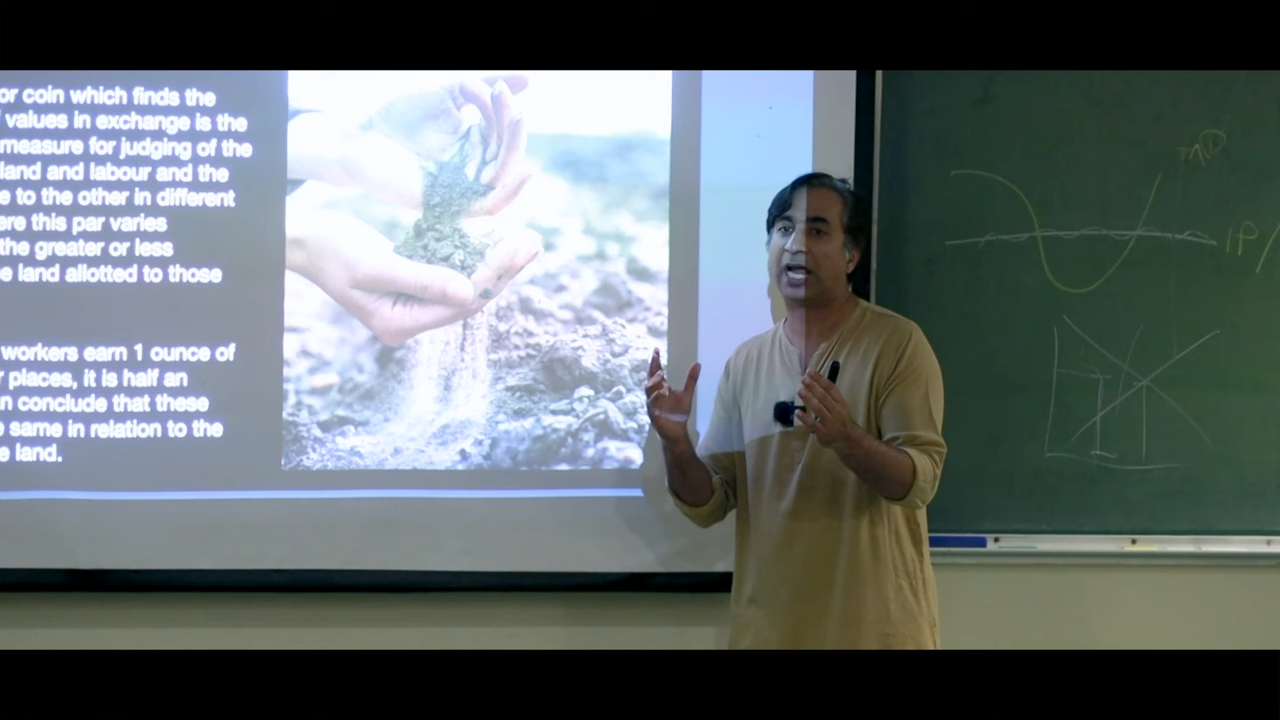 or coin which finds the
values in exchange is the
measure for judging of the
land and labour and the
e to the other in different
ere this par varies
the greater or less
e land allotted to those
workers earn 1 ounce of
r places, it is half an
n conclude that these
e same in relation to the
e land.
MD
IP/